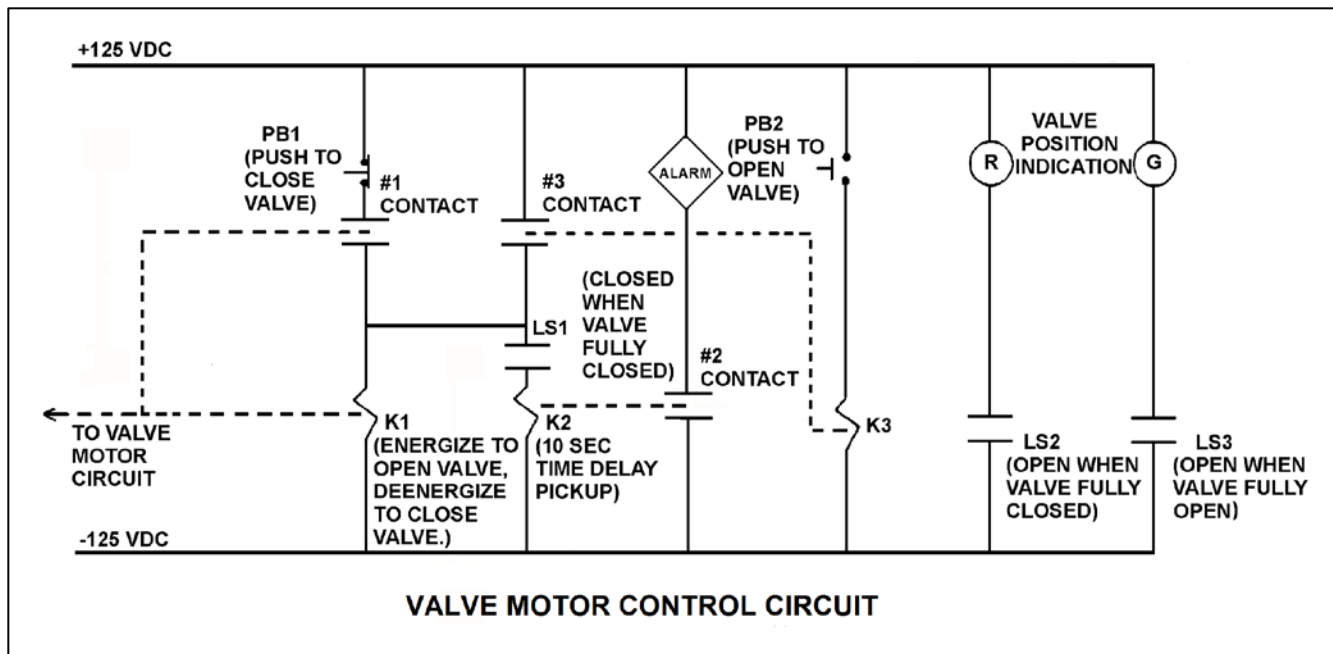 +125 VDC
PB1
(PUSH TO
CLOSE
VALVE)
#1
CONTACT
#3
CONTACT
ALARM
PB2
(PUSH TO
OPEN
VALVE)
R
VALVE
POSITION
INDICATION
G
(CLOSED
WHEN
VALVE
FULLY
CLOSED)
LS1
#2
CONTACT
TO VALVE
MOTOR
CIRCUIT
K1
(ENERGIZE TO
OPEN VALVE,
DEENERGIZE
TO CLOSE
VALVE.)
K2
(10 SEC
TIME DELAY
PICKUP)
K3
LS2
(OPEN WHEN
VALVE FULLY
CLOSED)
LS3
(OPEN WHEN
VALVE FULLY
OPEN)
-125 VDC
VALVE MOTOR CONTROL CIRCUIT